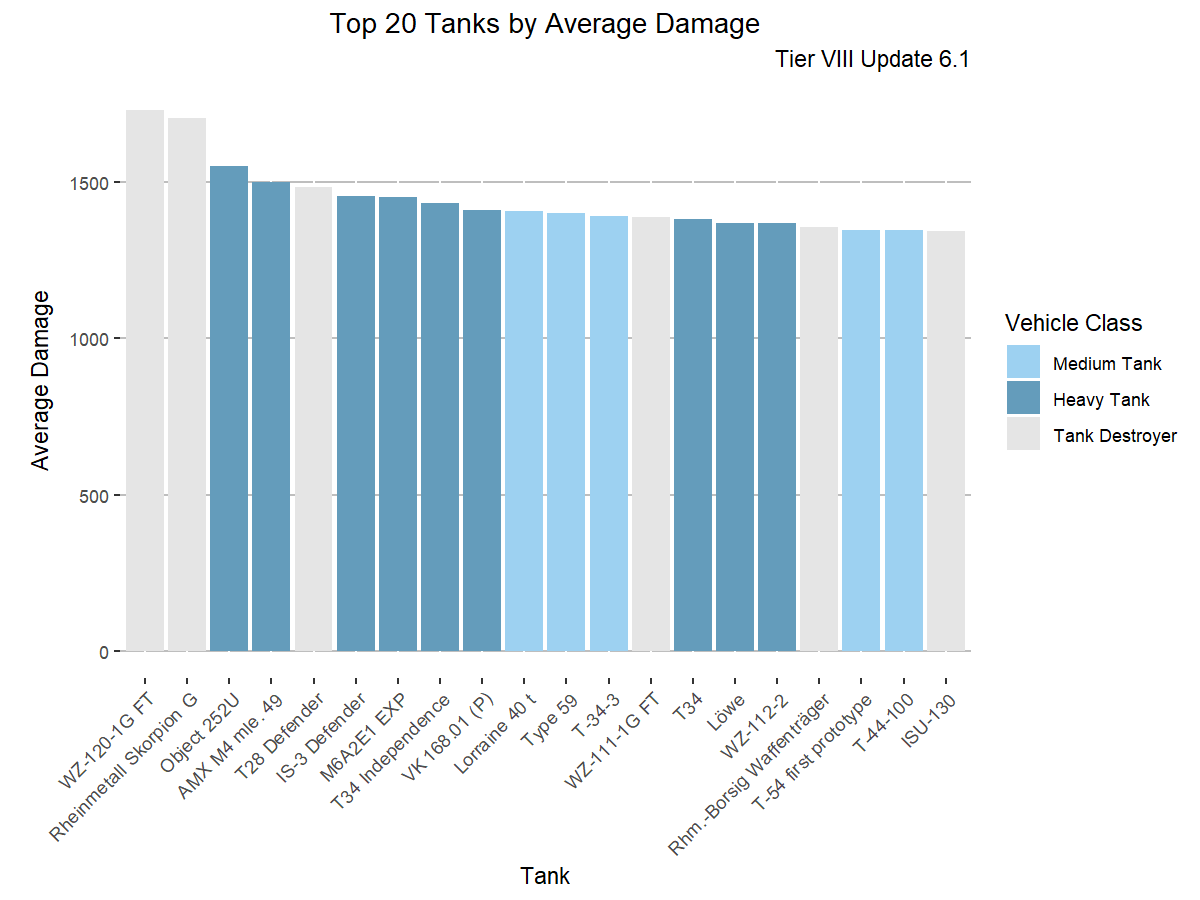 Top 20 Tanks by Average Damage
Tier VIII Update 6.1
Average Damage
1500
1000
500
0
WZ-120-1G FT
Rheinmetall Skorpion G
Object 252U
AMX M4 mle. 49
T28 Defender
IS-3 Defender
M6A2E1 EXP
T34 Independence
VK 168.01 (P)
Lorraine 40 t
Type 59
T-34-3
WZ-111-1G FT
T34
Löwe
WZ-112-2
Rhm.-Borsig Waffenträger
T-54 first prototype
T-44-100
ISU-130
Tank
Vehicle Class
Medium Tank
Heavy Tank
Tank Destroyer